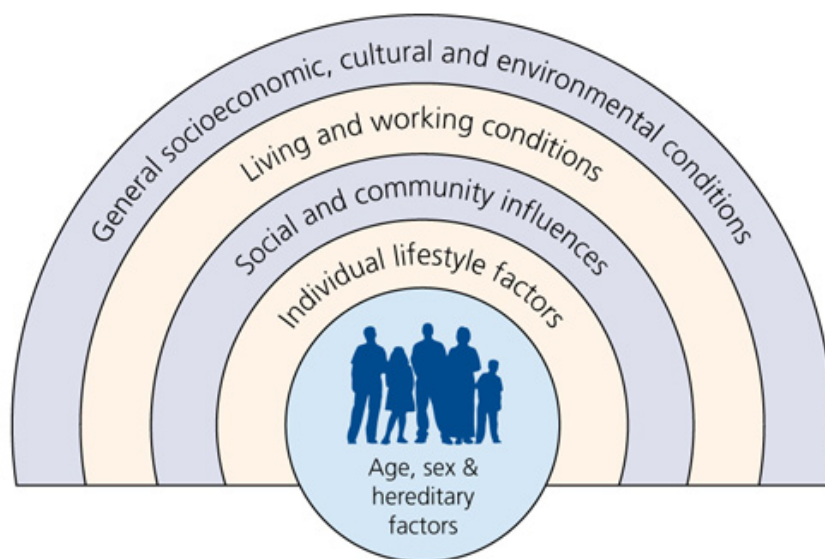 General socioeconomic, cultural and environmental conditions
Living and working conditions
Social and community influences
Individual lifestyle factors
Age, sex &
hereditary
factors